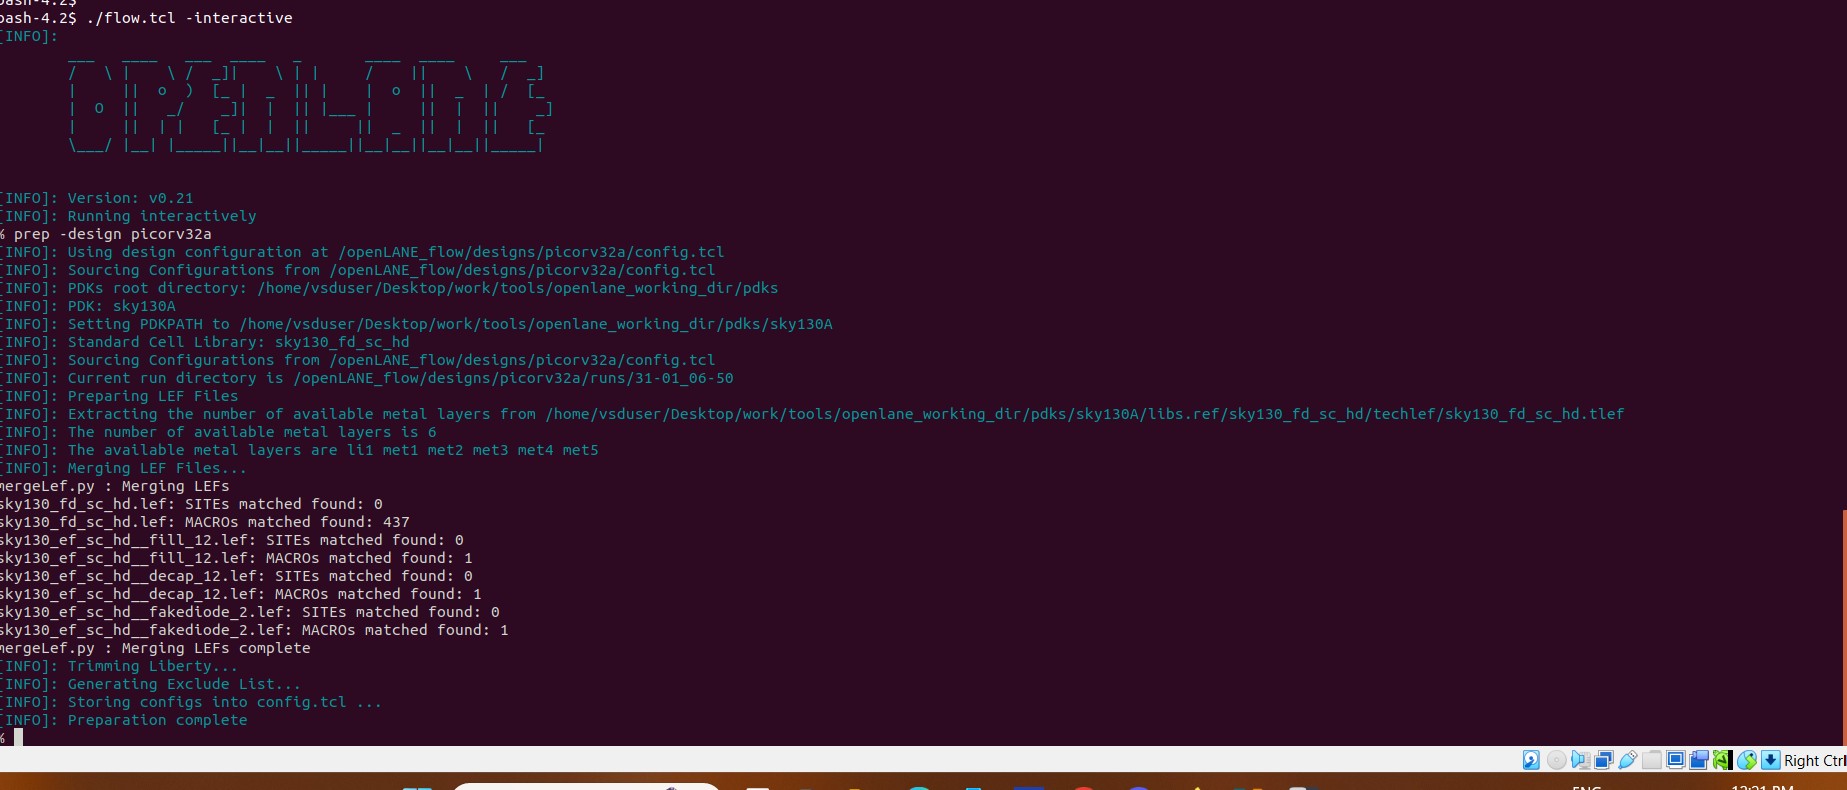 bash-4.2$
bash-4.2$ ./flow.tcl -interactive
[INFO]:
OPENLANE
[INFO]: Version: v0.21
[INFO]: Running interactively
% prep -design picorv32a
[INFO]: Using design configuration at /openLANE_flow/designs/picorv32a/config.tcl
[INFO]: Sourcing Configurations from /openLANE_flow/designs/picorv32a/config.tcl
[INFO]: PDKs root directory: /home/vsduser/Desktop/work/tools/openlane_working_dir/pdks
[INFO]: PDK: sky130A
[INFO]: Setting PDKPATH to /home/vsduser/Desktop/work/tools/openlane_working_dir/pdks/sky130A
[INFO]: Standard Cell Library: sky130_fd_sc_hd
[INFO]: Sourcing Configurations from /openLANE_flow/designs/picorv32a/config.tcl
[INFO]: Current run directory is /openLANE_flow/designs/picorv32a/runs/31-01_06-50
[INFO]: Preparing LEF Files
[INFO]: Extracting the number of available metal layers from /home/vsduser/Desktop/work/tools/openlane_working_dir/pdks/sky130A/libs.ref/sky130_fd_sc_hd/techlef/sky130_fd_sc_hd.tlef
[INFO]: The number of available metal layers is 6
[INFO]: The available metal layers are li1 met1 met2 met3 met4 met5
[INFO]: Merging LEF Files...
mergeLef.py : Merging LEFs
sky130_fd_sc_hd.lef: SITEs matched found: 0
sky130_fd_sc_hd.lef: MACROs matched found: 437
sky130_ef_sc_hd__fill_12.lef: SITEs matched found: 0
sky130_ef_sc_hd__fill_12.lef: MACROs matched found: 1
sky130_ef_sc_hd__decap_12.lef: SITEs matched found: 0
sky130_ef_sc_hd__decap_12.lef: MACROs matched found: 1
sky130_ef_sc_hd__fakediode_2.lef: SITEs matched found: 0
sky130_ef_sc_hd__fakediode_2.lef: MACROs matched found: 1
mergeLef.py : Merging LEFs complete
[INFO]: Trimming Liberty...
[INFO]: Generating Exclude List...
[INFO]: Storing configs into config.tcl ...
[INFO]: Preparation complete
%
Right Ctrl
ENG
12:21 PM